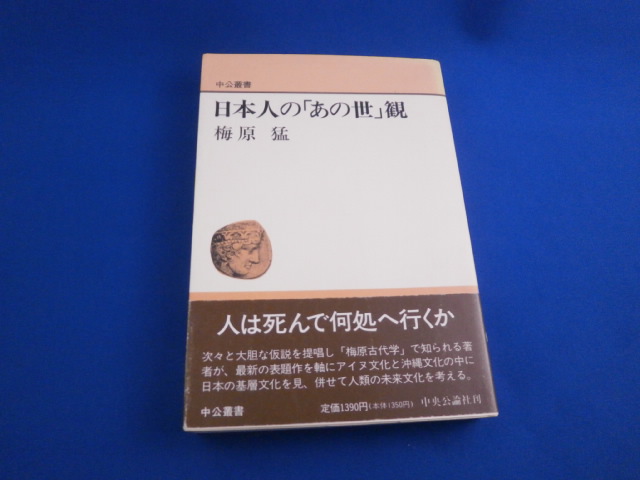 中公叢書
日本人の「あの世」観
梅原 猛
人は死んで何処へ行くか
次々と大胆な仮説を提唱し「梅原古代学」で知られる著
者が、最新の表題作を軸にアイヌ文化と沖縄文化の中に
日本の基層文化を見、併せて人類の未来文化を考える。
中公叢書 定価1390円(本体1350円) 中央公論社刊